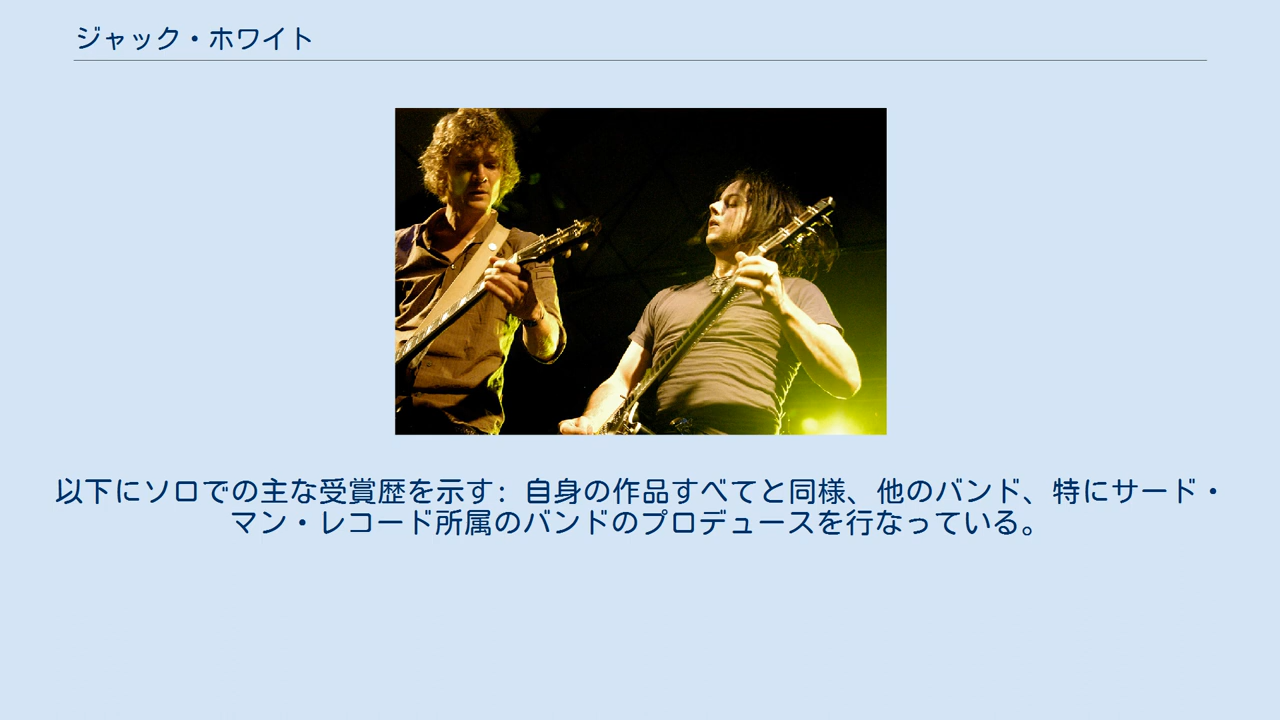 ジャック・ホワイト
以下にソロでの主な受賞歴を示す: 自身の作品すべてと同様、他のバンド、特にサード・
マン・レコード所属のバンドのプロデュースを行なっている。